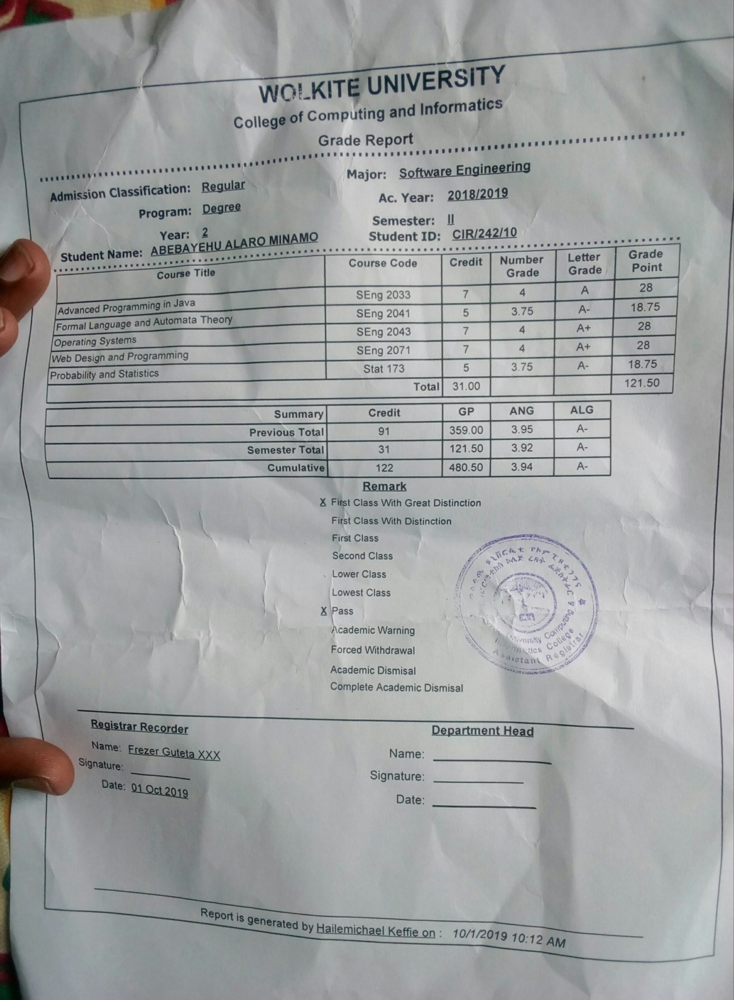 WOLKITE UNIVERSITY
College of Computing and Informatics
Grade Report
Admission Classification: Regular
Major: Software Engineering
Program: Degree
Ac. Year: 2018/2019
Year: 2
Semester: II
Student Name: ABEBAYEHU ALARO MINAMO
Student ID: CIR/242/10
Course Title Course Code Credit Number Grade Letter Grade Grade Point
Advanced Programming in Java SEng 2033 7 4 A 28
Formal Language and Automata Theory SEng 2041 5 3.75 A- 18.75
Operating Systems SEng 2043 7 4 A+ 28
Web Design and Programming SEng 2071 7 4 A+ 28
Probability and Statistics Stat 173 5 3.75 A- 18.75
Total 31.00 121.50
Summary Credit GP ANG ALG
Previous Total 91 359.00 3.95 A-
Semester Total 31 121.50 3.92 A-
Cumulative 122 480.50 3.94 A-
Remark
X First Class With Great Distinction
First Class With Distinction
First Class
Second Class
Lower Class
Lowest Class
X Pass
Academic Warning
Forced Withdrawal
Academic Dismisal
Complete Academic Dismisal
Computing
College
Assistant Registrar
Registrar Recorder
Name: Frezer Guteta XXX
Signature:
Date: 01 Oct 2019
Department Head
Name:
Signature:
Date:
Report is generated by Hailemichael Keffie on : 10/1/2019 10:12 AM